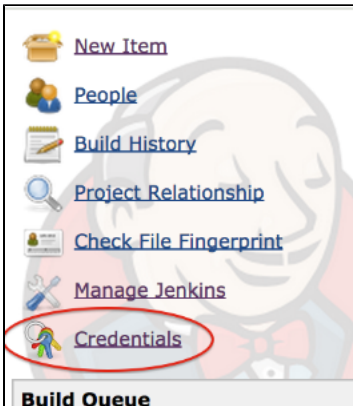 New Item
People
Build History
Project Relationship
Check File Fingerprint
Manage Jenkins
Credentials
Build Queue